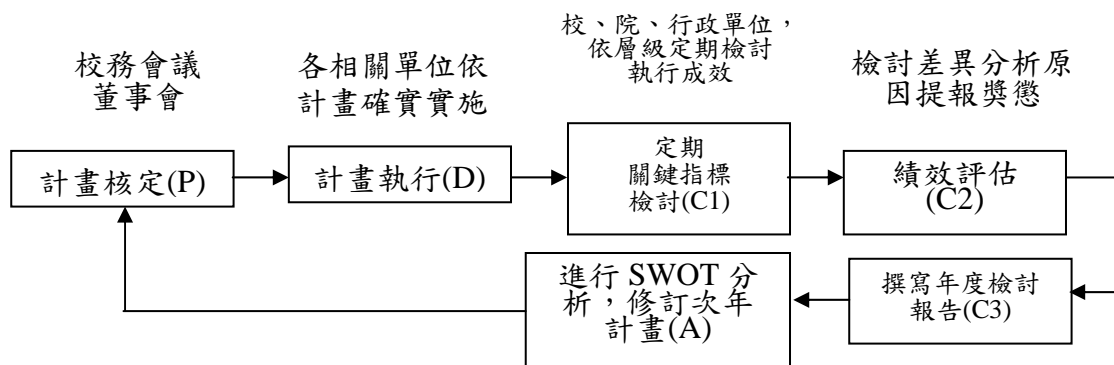 校務會議
董事會
各相關單位依
計畫確實實施
校、院、行政單位，
依層級定期檢討
執行成效
檢討差異分析原
因提報獎懲
計畫核定(P)
計畫執行(D)
定期
關鍵指標
檢討(C1)
績效評估
(C2)
撰寫年度檢討
報告(C3)
進行 SWOT 分
析，修訂次年
計畫(A)